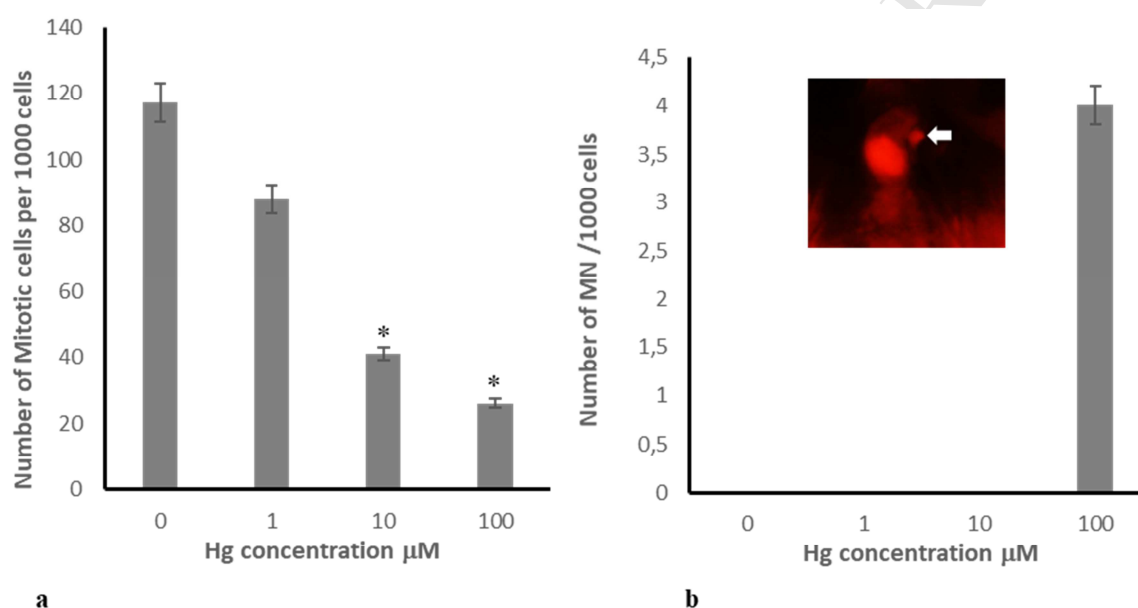 140
120
100
80
60
40
20
0
Number of Mitotic cells per 1000 cells
*
*
0 1 10 100
Hg concentration µM
a
4,5
4
3,5
3
2,5
2
1,5
1
0,5
0
Number of MN /1000 cells
0 1 10 100
Hg concentration µM
b